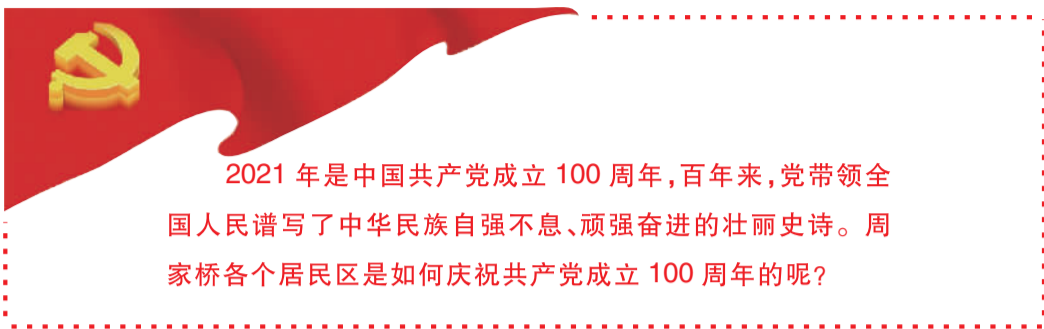 2021 年是中国共产党成立 100 周年，百年来，党带领全
国人民谱写了中华民族自强不息、顽强奋进的壮丽史诗。周
家桥各个居民区是如何庆祝共产党成立 100 周年的呢？